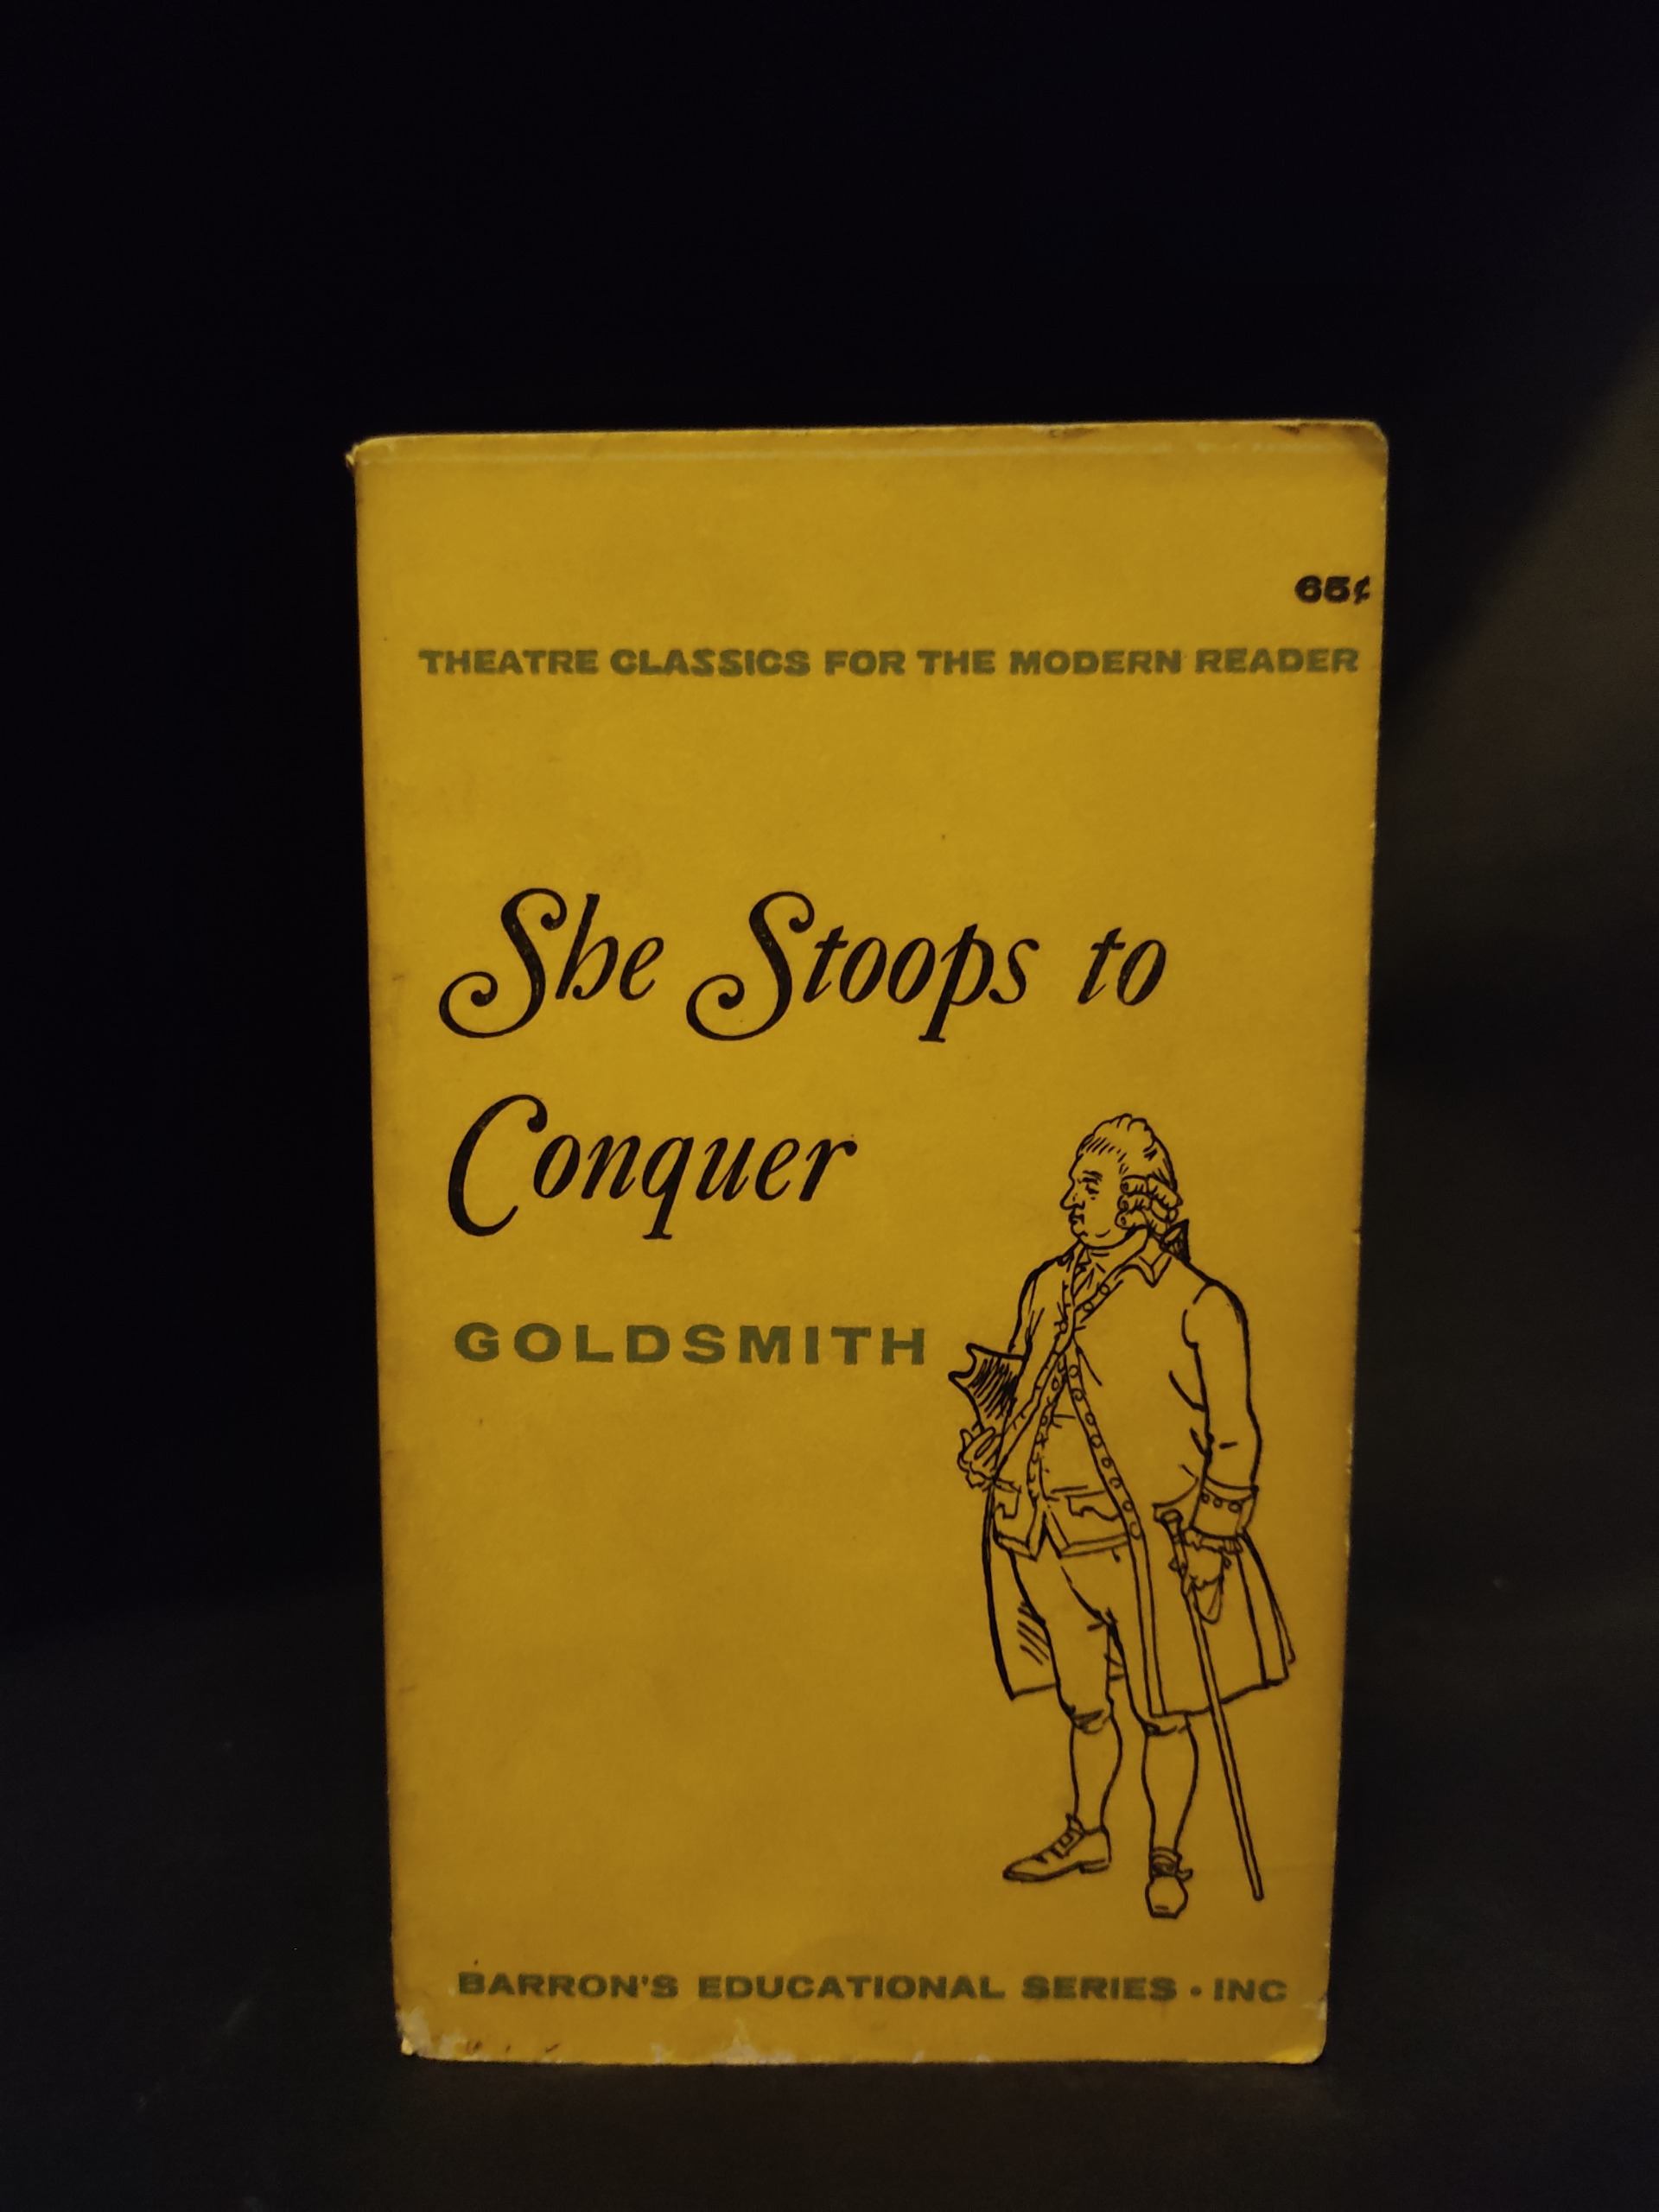 65¢
THEATRE CLASSICS FOR THE MODERN READER
She Stoops to
Conquer
GOLDSMITH
BARRON'S EDUCATIONAL SERIES • INC